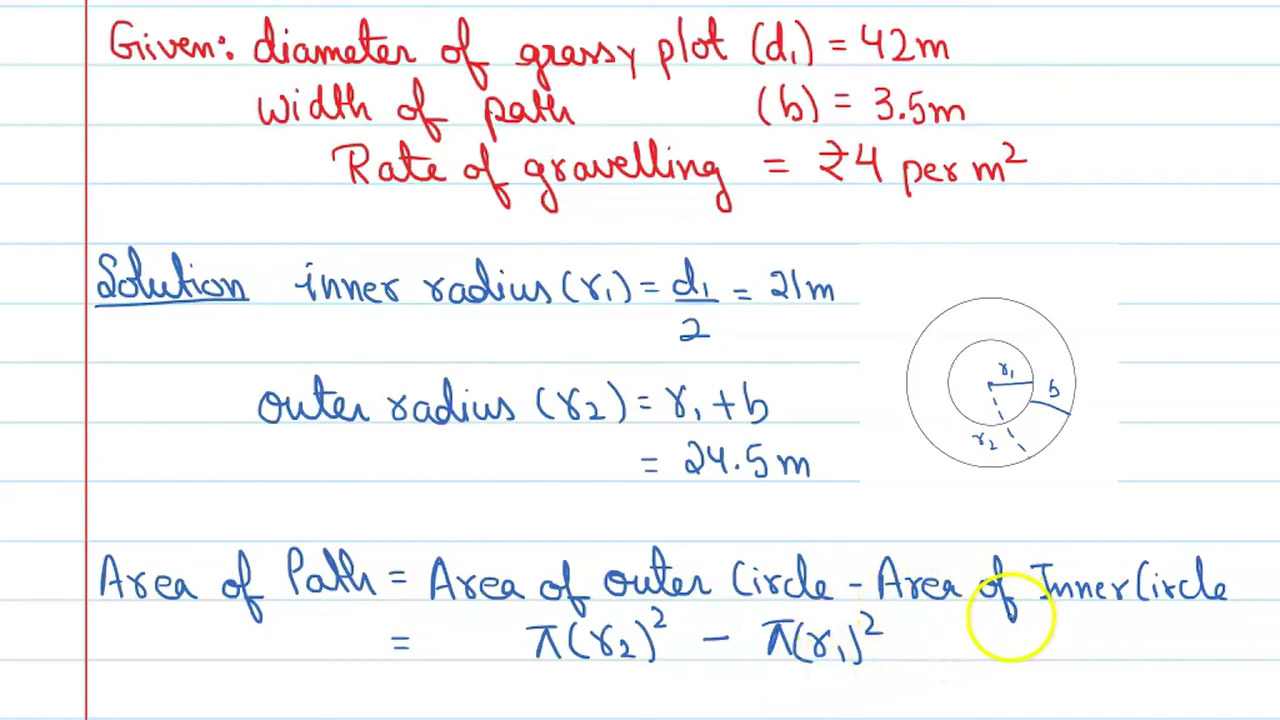 Given: diameter of grassy plot (d₁) = 42m
width of path (b) = 3.5m
Rate of gravelling = ₹4 per m²
Solution inner radius (r₁) = d₁/2 = 21m
outer radius (r₂) = r₁ + b
= 24.5m
r₁
b
r₂
Area of Path = Area of outer Circle - Area of Inner Circle
= π(r₂)² - π(r₁)²